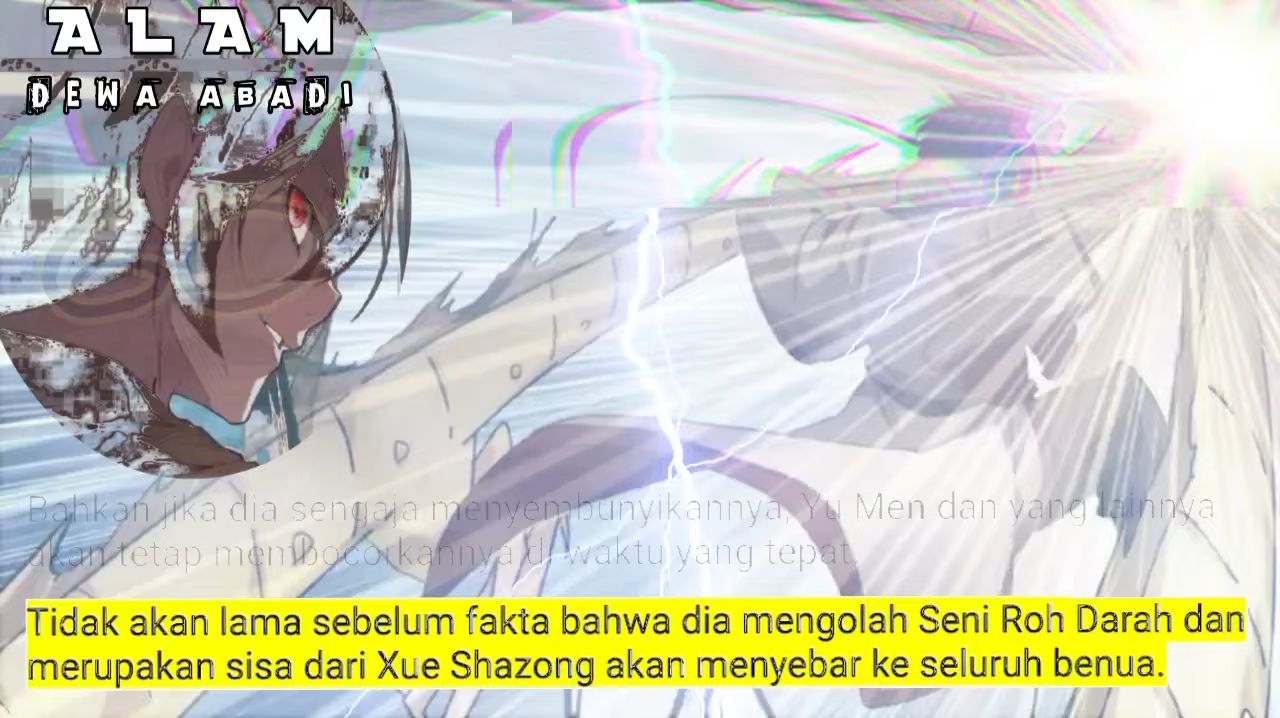 ALAM
DEWA ABADI
Bahkan jika dia sengaja menyembunyikannya, Yu Men dan yang lainnya
akan tetap membocorkannya di waktu yang tepat.
Tidak akan lama sebelum fakta bahwa dia mengolah Seni Roh Darah dan
merupakan sisa dari Xue Shazong akan menyebar ke seluruh benua.